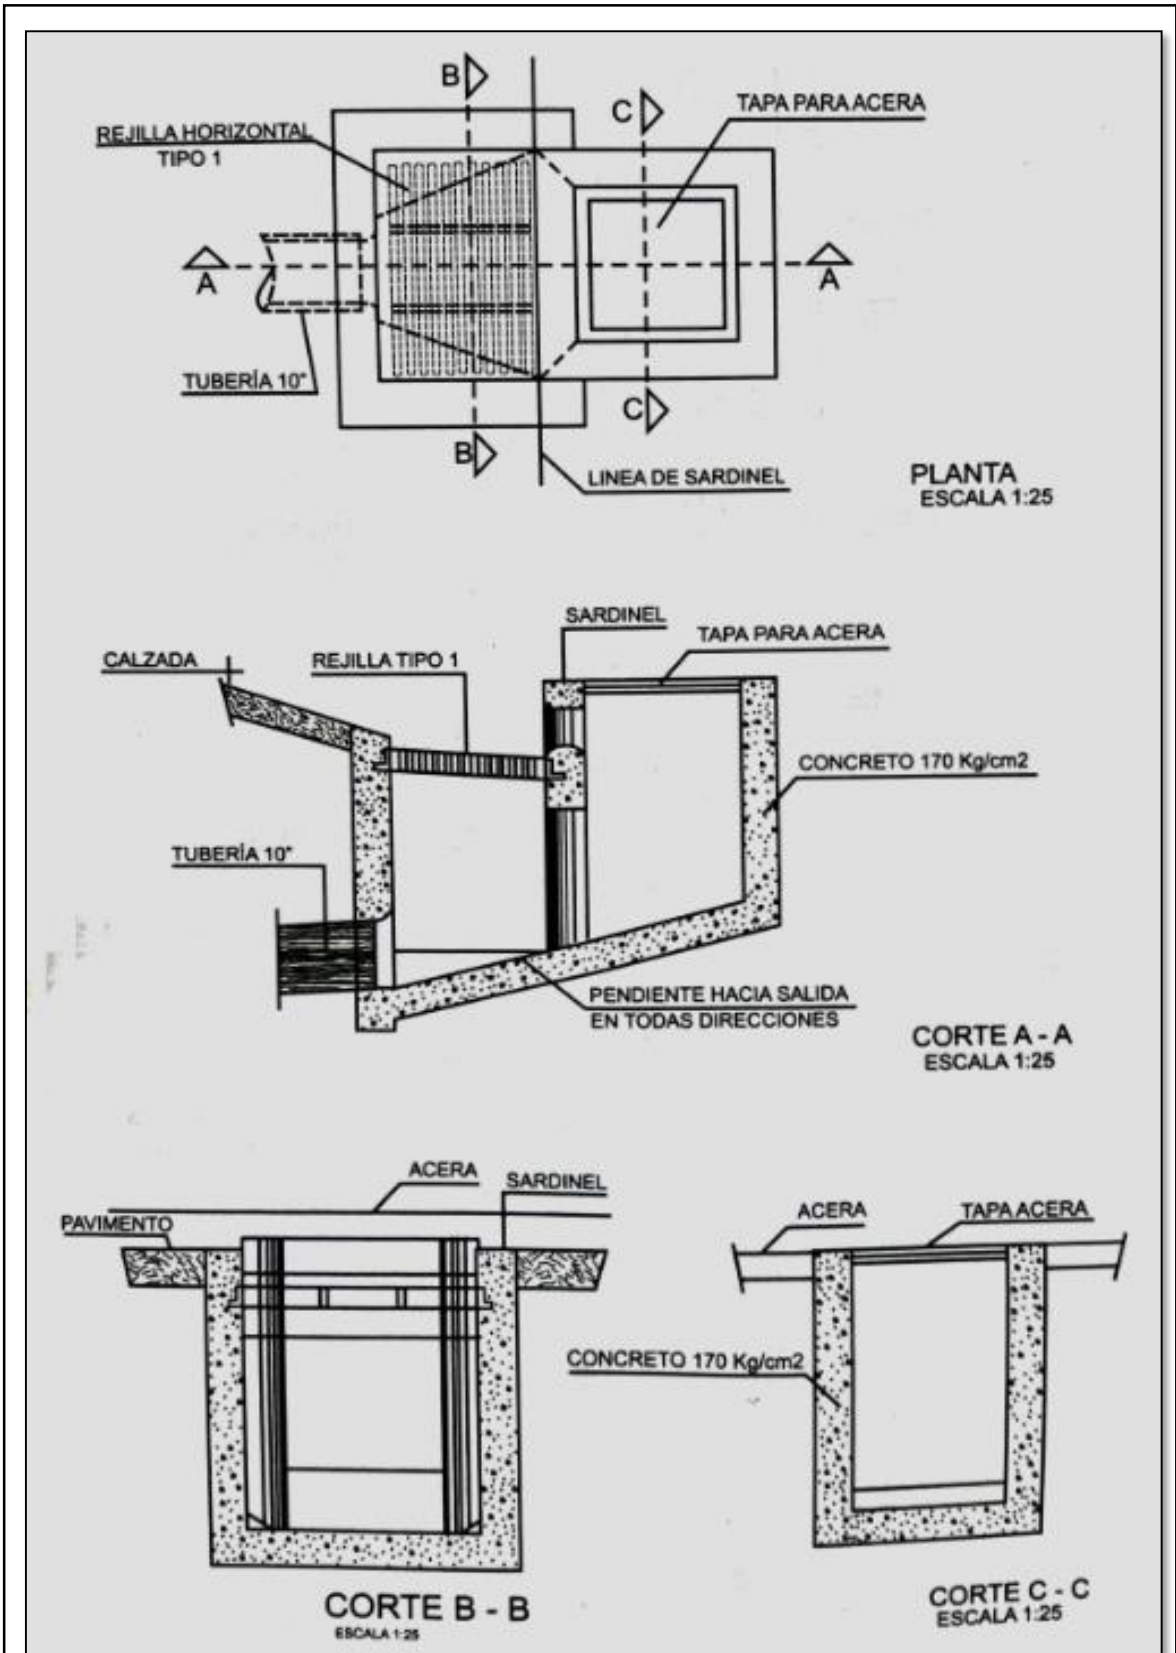 B
C
TAPA PARA ACERA
REJILLA HORIZONTAL
TIPO 1
A
A
TUBERÍA 10"
C
B
LINEA DE SARDINEL
PLANTA
ESCALA 1:25
SARDINEL
TAPA PARA ACERA
CALZADA
REJILLA TIPO 1
CONCRETO 170 Kg/cm2
TUBERÍA 10"
PENDIENTE HACIA SALIDA
EN TODAS DIRECCIONES
CORTE A - A
ESCALA 1:25
ACERA
SARDINEL
PAVIMENTO
ACERA
TAPA ACERA
CONCRETO 170 Kg/cm2
CORTE B - B
ESCALA 1:25
CORTE C - C
ESCALA 1:25